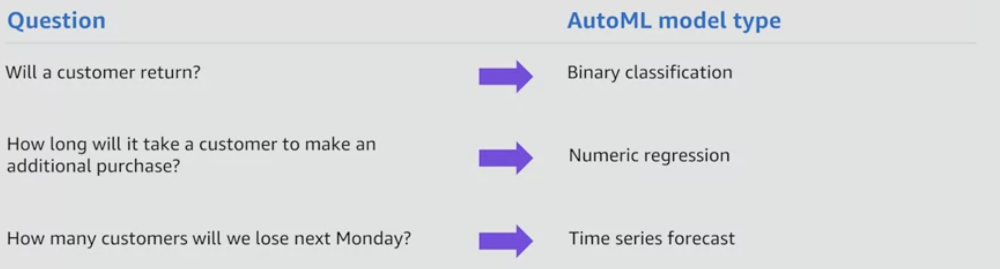 Question
AutoML model type
Will a customer return?
Binary classification
How long will it take a customer to make an
additional purchase?
Numeric regression
How many customers will we lose next Monday?
Time series forecast